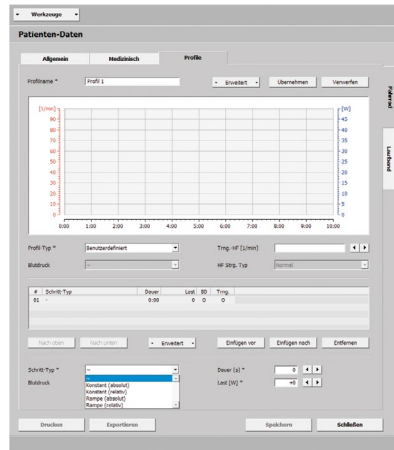 Werkzeuge
Patienten-Daten
Allgemein Medizinisch Profile
Profilname * Profil 1 Erweitert Übernehmen Verwerfen
Fahrrad
Laufband
[1/min] [W]
90 45
80 40
70 35
60 30
50 25
40 20
30 15
20 10
10 5
0 0
0:00 1:00 2:00 3:00 4:00 5:00 6:00 7:00 8:00 9:00 10:00
Profil-Typ * Benutzerdefiniert Trng.-HF [1/min]
Blutdruck -- HF Strg. Typ Normal
# Schritt-Typ Dauer Last BD Trng.
01 - 0:00 0 0 0
Nach oben Nach unten Erweitert Einfügen vor Einfügen nach Entfernen
Schritt-Typ * -- Dauer [s] * 0
Blutdruck -- Last [W] * +0
Konstant (absolut)
Konstant (relativ)
Rampe (absolut)
Rampe (relativ)
Drucken Exportieren Speichern Schließen